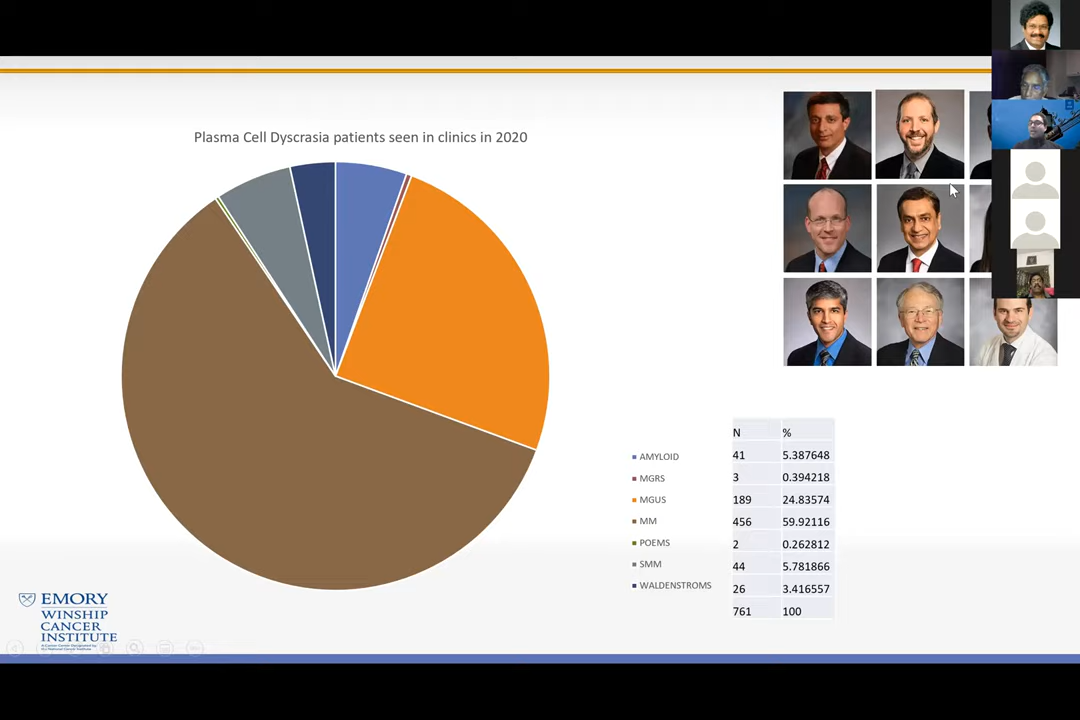 Plasma Cell Dyscrasia patients seen in clinics in 2020
N %
AMYLOID 41 5.387648
MGRS 3 0.394218
MGUS 189 24.83574
MM 456 59.92116
POEMS 2 0.262812
SMM 44 5.781866
WALDENSTROMS 26 3.416557
761 100
EMORY
WINSHIP
CANCER
INSTITUTE